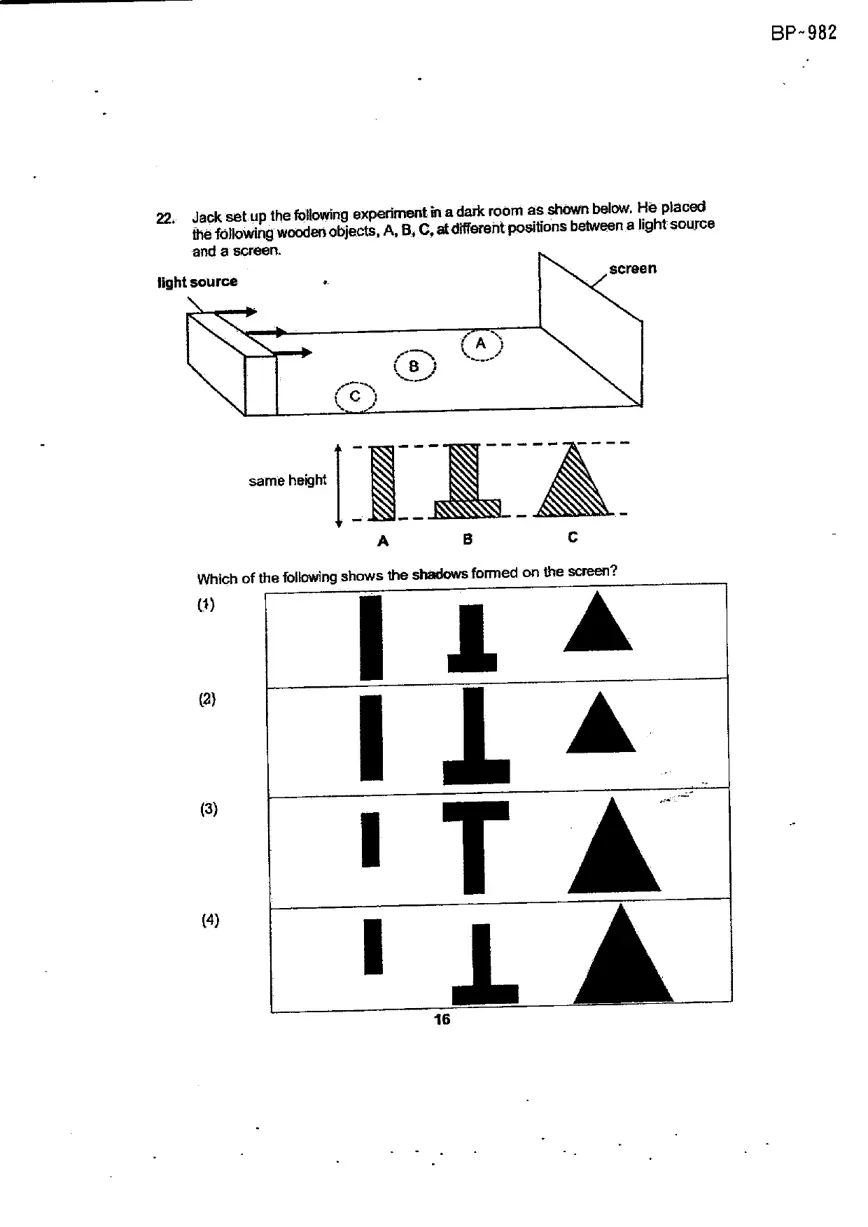 BP-982
22. Jack set up the following experiment in a dark room as shown below. He placed
the following wooden objects, A, B, C, at different positions between a light source
and a screen.
screen
light source
A
B
C
same height
A B C
Which of the following shows the shadows formed on the screen?
(1)
(2)
(3)
(4)
16